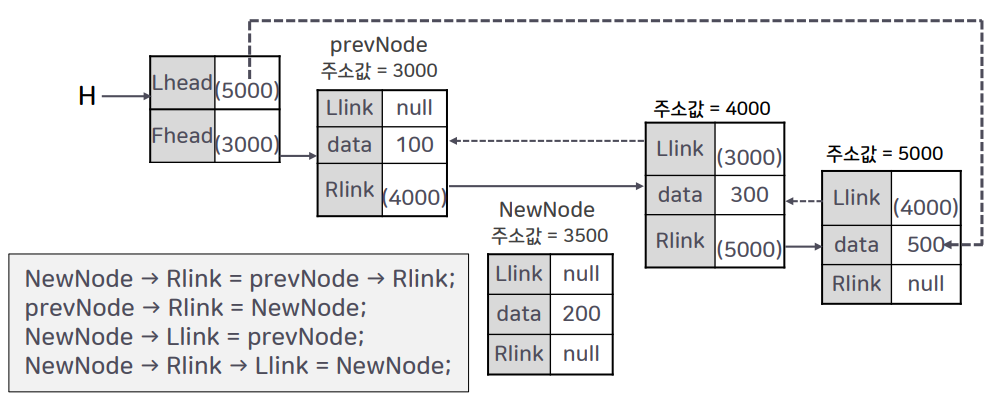 H
Lhead (5000)
Fhead (3000)
prevNode
주소값 = 3000
Llink null
data 100
Rlink (4000)
주소값 = 4000
Llink (3000)
data 300
Rlink (5000)
주소값 = 5000
Llink (4000)
data 500
Rlink null
NewNode
주소값 = 3500
Llink null
data 200
Rlink null
NewNode → Rlink = prevNode → Rlink;
prevNode → Rlink = NewNode;
NewNode → Llink = prevNode;
NewNode → Rlink → Llink = NewNode;